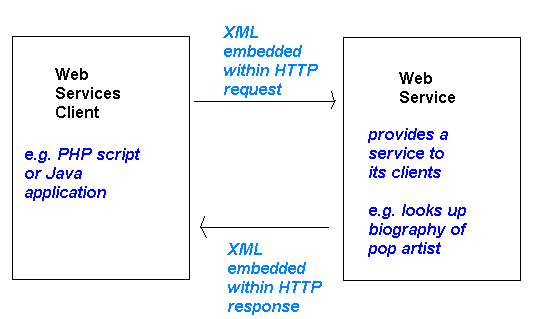 Web
Services
Client
e.g. PHP script
or Java
application
XML
embedded
within HTTP
request
Web
Service
provides a
service to
its clients
e.g. looks up
biography of
pop artist
XML
embedded
within HTTP
response